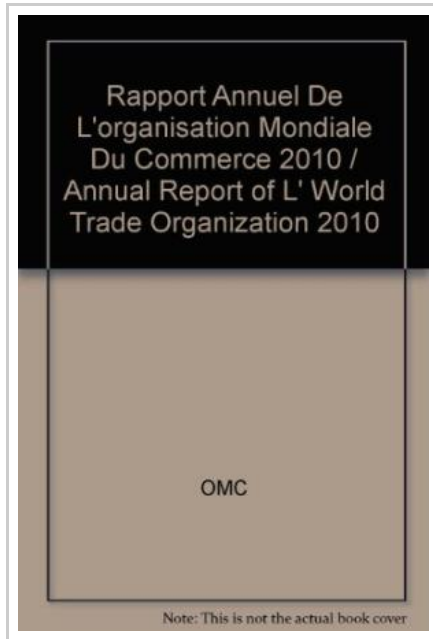 Rapport Annuel De
L'organisation Mondiale
Du Commerce 2010 /
Annual Report of L' World
Trade Organization 2010
OMC
Note: This is not the actual book cover